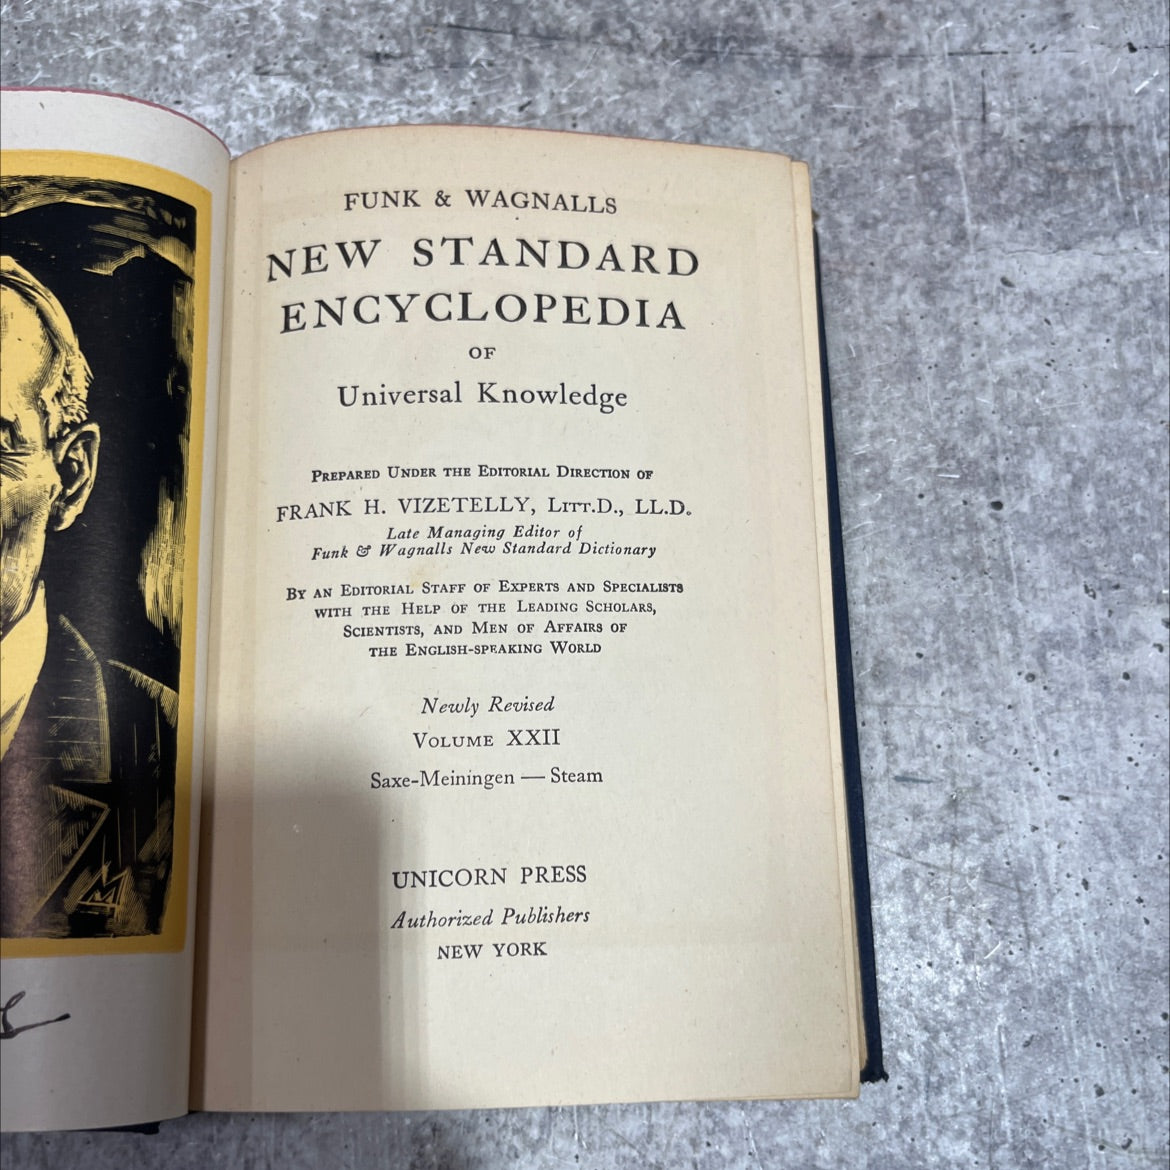 FUNK & WAGNALLS
NEW STANDARD
ENCYCLOPEDIA
OF
Universal Knowledge
PREPARED UNDER THE EDITORIAL DIRECTION OF
FRANK H. VIZETELLY, LITT.D., LL.D.
Late Managing Editor of
Funk & Wagnalls New Standard Dictionary
BY AN EDITORIAL STAFF OF EXPERTS AND SPECIALISTS
WITH THE HELP OF THE LEADING SCHOLARS,
SCIENTISTS, AND MEN OF AFFAIRS OF
THE ENGLISH-SPEAKING WORLD
Newly Revised
VOLUME XXII
Saxe-Meiningen — Steam
UNICORN PRESS
Authorized Publishers
NEW YORK